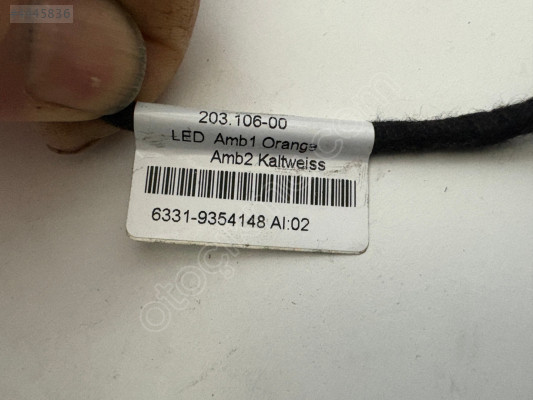 203.106-00
LED Amb1 Orange
Amb2 Kaltweiss
6331-9354148 AI:02